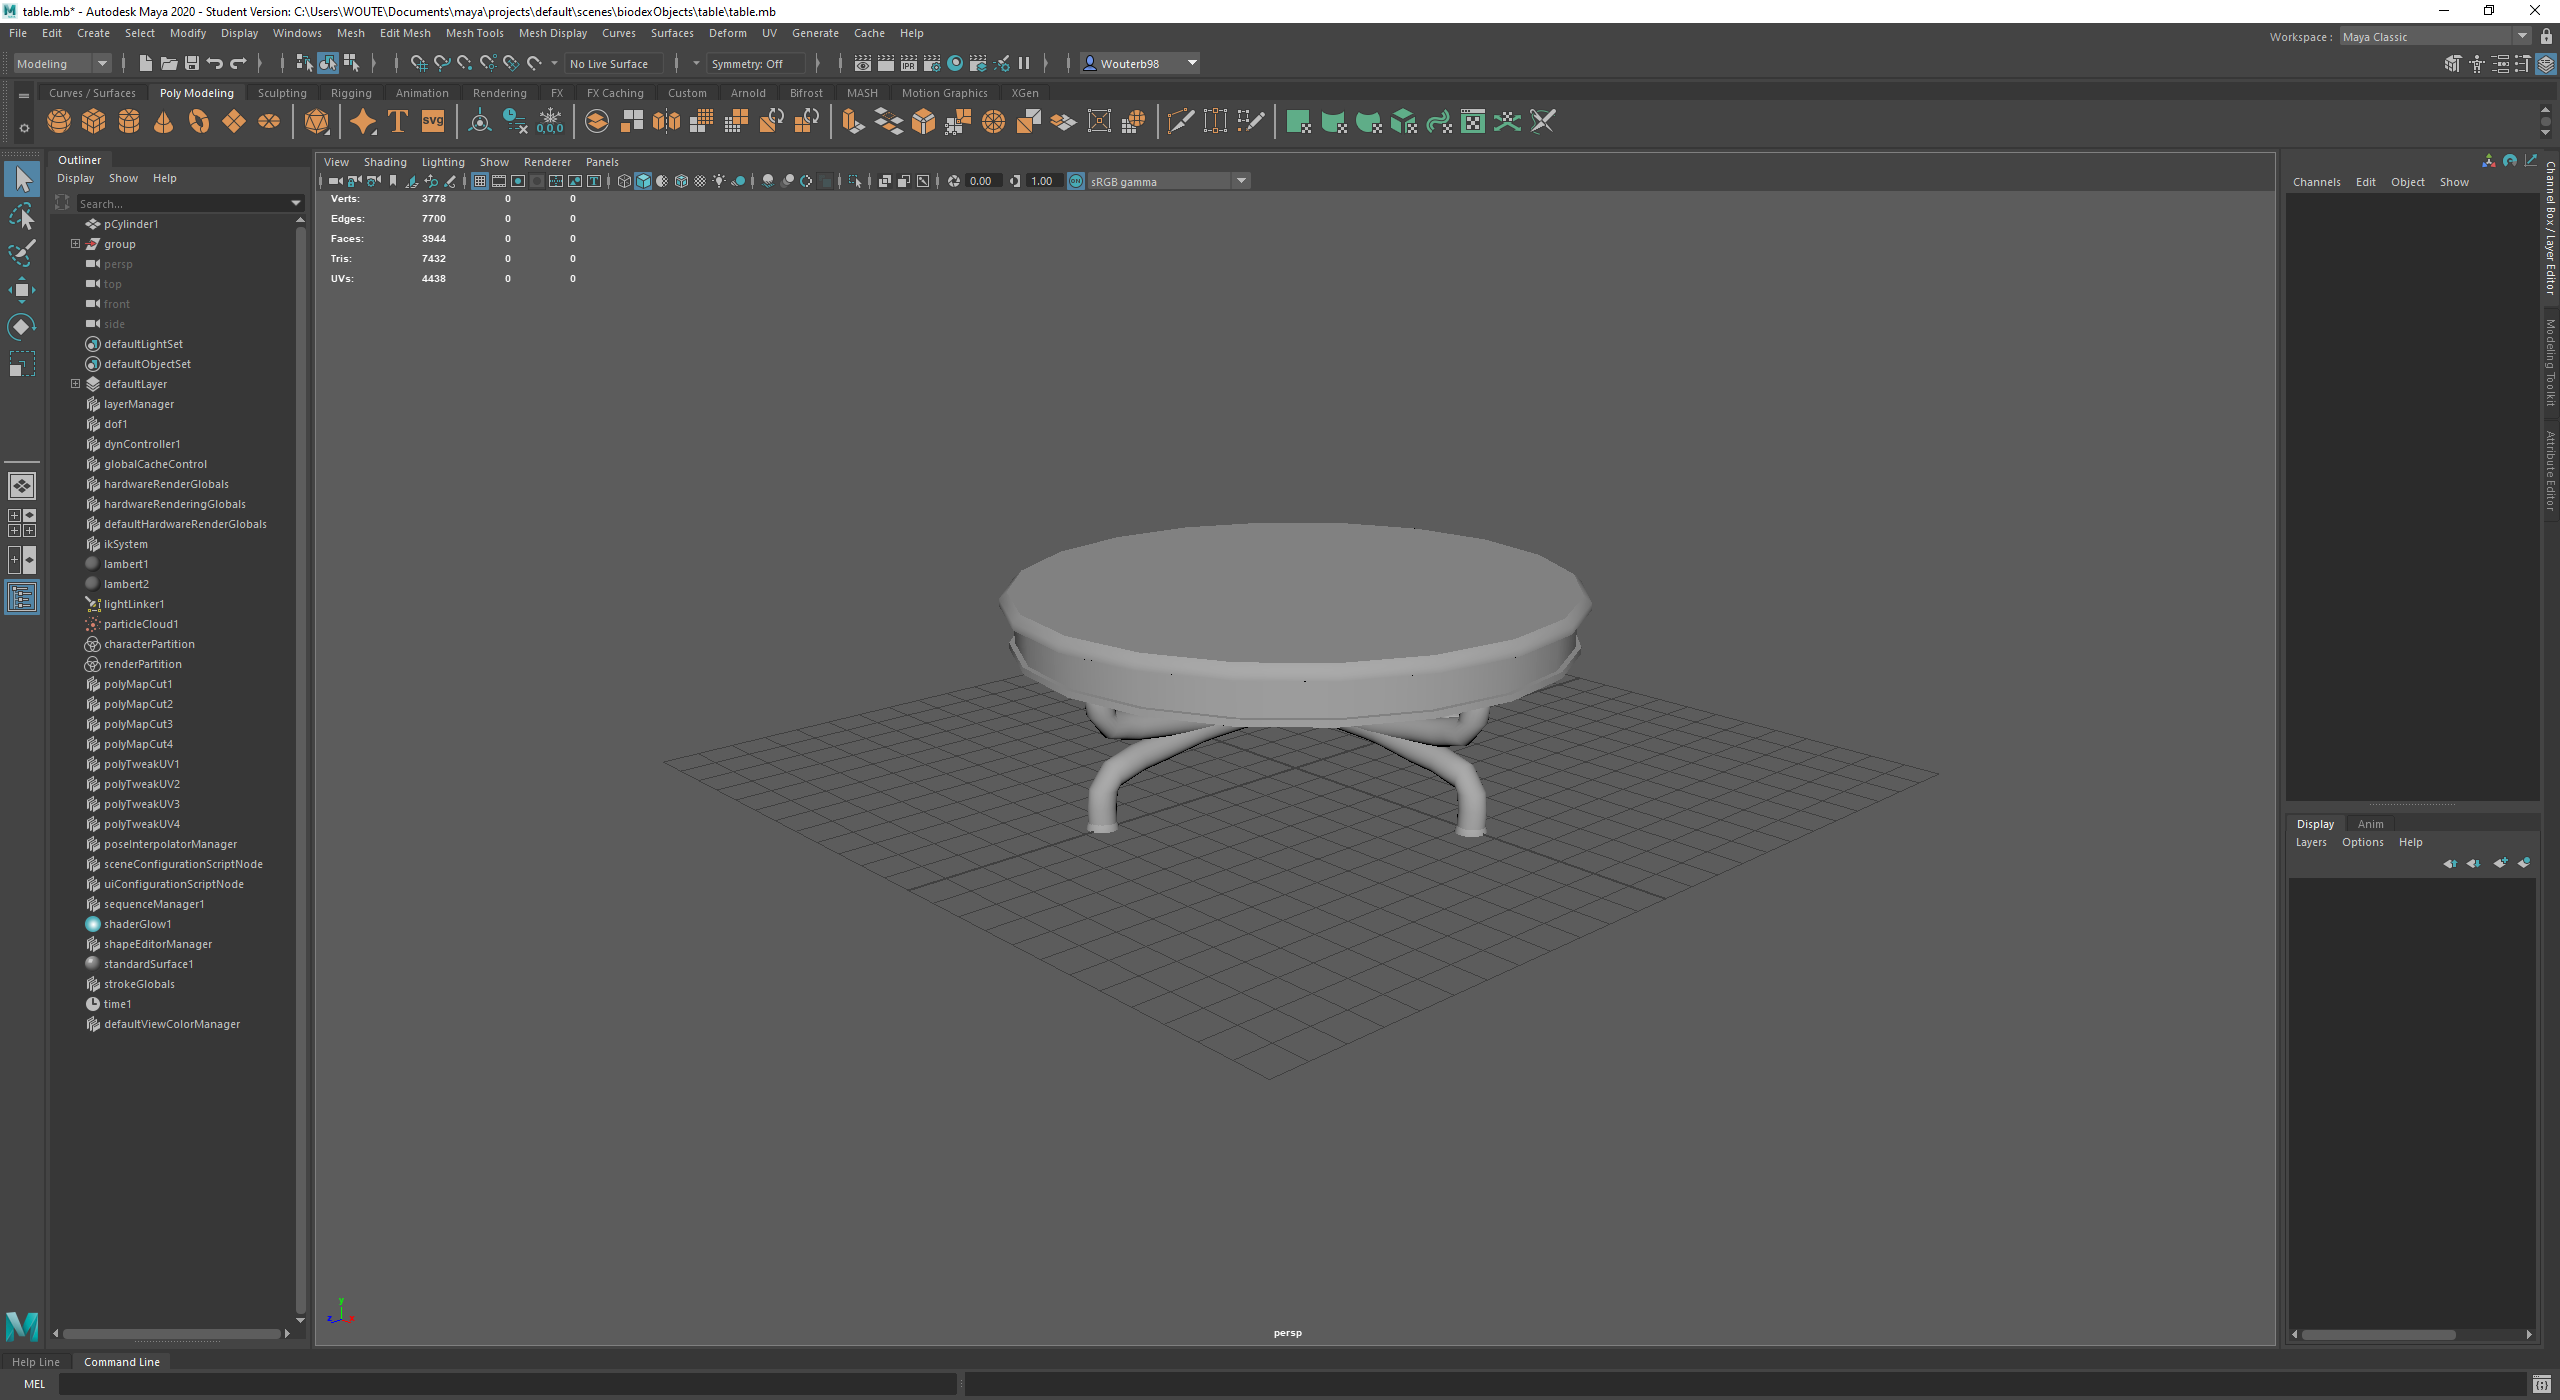 table.mb* - Autodesk Maya 2020 - Student Version: C:\Users\WOUTE\Documents\maya\projects\default\scenes\biodexObjects\table\table.mb
File Edit Create Select Modify Display Windows Mesh Edit Mesh Mesh Tools Mesh Display Curves Surfaces Deform UV Generate Cache Help
Workspace : Maya Classic
Modeling No Live Surface Symmetry: Off IPR Wouterb98
Curves / Surfaces Poly Modeling Sculpting Rigging Animation Rendering FX FX Caching Custom Arnold Bifrost MASH Motion Graphics XGen
T svg 0,0,0
Outliner
Display Show Help
Search...
pCylinder1
group
persp
top
front
side
defaultLightSet
defaultObjectSet
defaultLayer
layerManager
dof1
dynController1
globalCacheControl
hardwareRenderGlobals
hardwareRenderingGlobals
defaultHardwareRenderGlobals
ikSystem
lambert1
lambert2
lightLinker1
particleCloud1
characterPartition
renderPartition
polyMapCut1
polyMapCut2
polyMapCut3
polyMapCut4
polyTweakUV1
polyTweakUV2
polyTweakUV3
polyTweakUV4
poseInterpolatorManager
sceneConfigurationScriptNode
uiConfigurationScriptNode
sequenceManager1
shaderGlow1
shapeEditorManager
standardSurface1
strokeGlobals
time1
defaultViewColorManager
View Shading Lighting Show Renderer Panels
0.00 1.00 ON sRGB gamma
Verts: 3778 0 0
Edges: 7700 0 0
Faces: 3944 0 0
Tris: 7432 0 0
UVs: 4438 0 0
y
z x
persp
Channels Edit Object Show
Channel Box / Layer Editor
Modeling Toolkit
Attribute Editor
Display Anim
Layers Options Help
M
Help Line Command Line
MEL